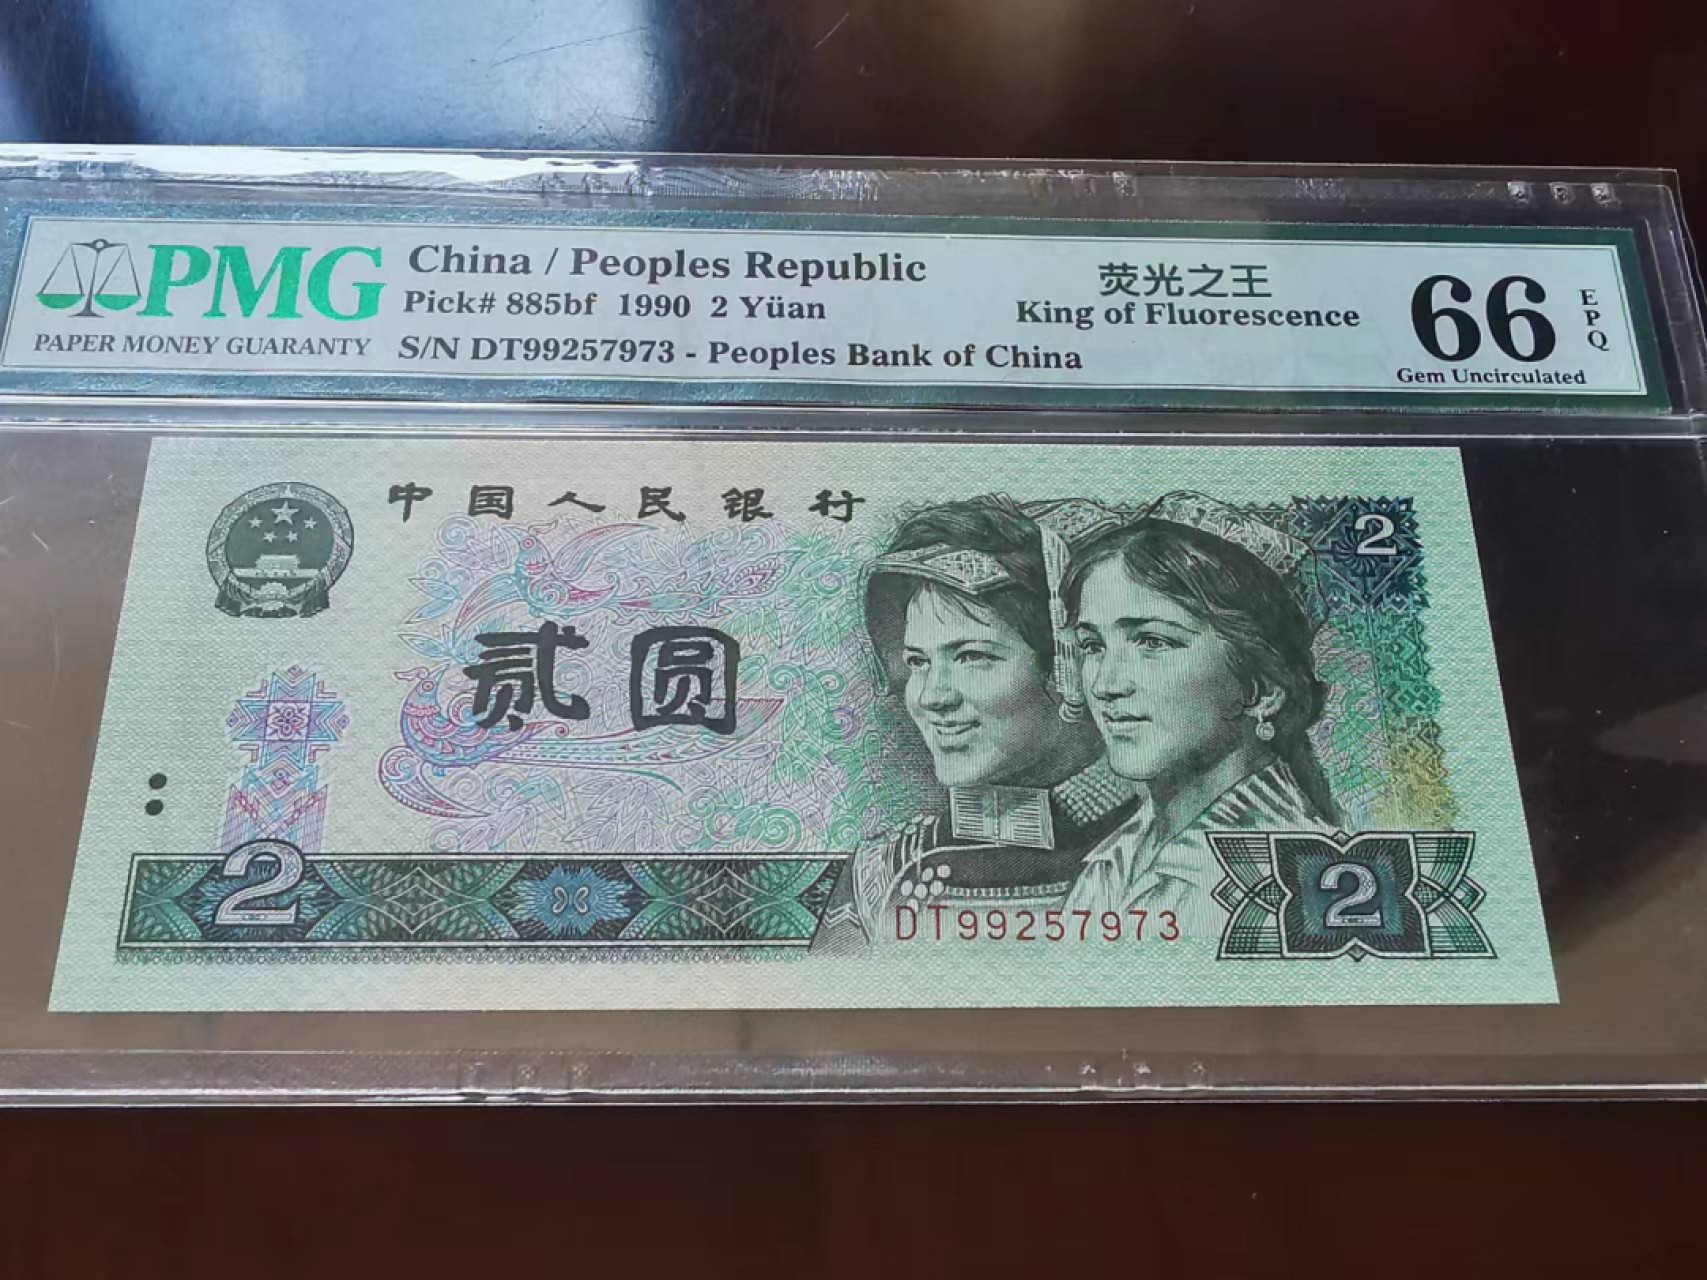 PMG
PAPER MONEY GUARANTY
China / Peoples Republic
Pick# 885bf 1990 2 Yüan
S/N DT99257973 - Peoples Bank of China
荧光之王
King of Fluorescence
66
EPQ
Gem Uncirculated
中国人民银行
2
贰圆
2
DT99257973
2